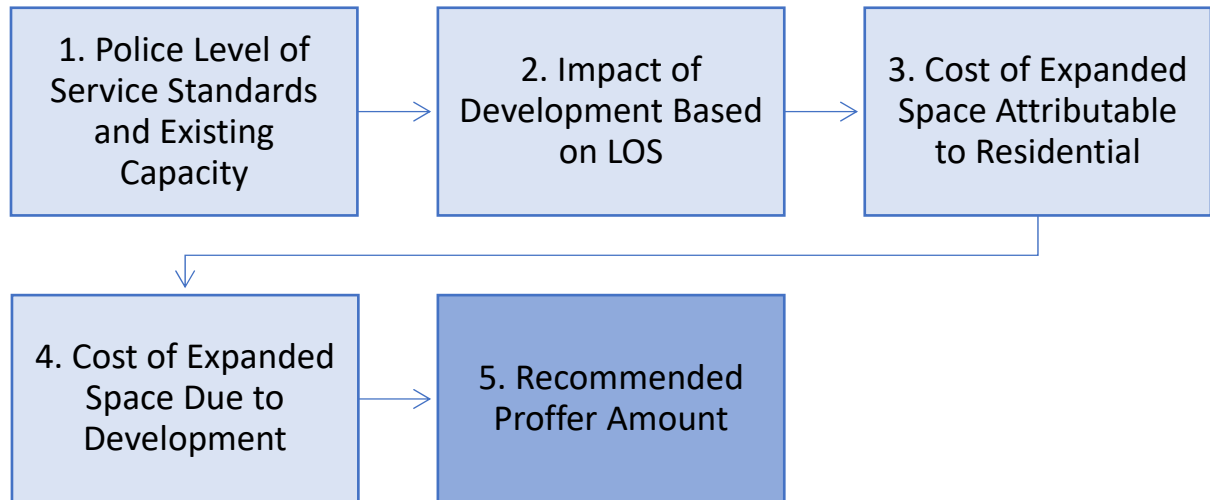 1. Police Level of
Service Standards
and Existing
Capacity
2. Impact of
Development Based
on LOS
3. Cost of Expanded
Space Attributable
to Residential
4. Cost of Expanded
Space Due to
Development
5. Recommended
Proffer Amount